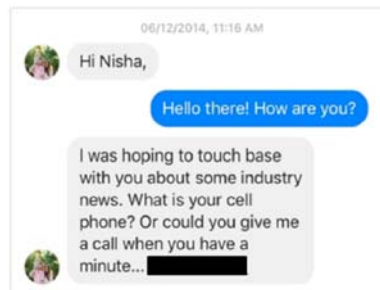 06/12/2014, 11:16 AM
Hi Nisha,
Hello there! How are you?
I was hoping to touch base
with you about some industry
news. What is your cell
phone? Or could you give me
a call when you have a
minute...